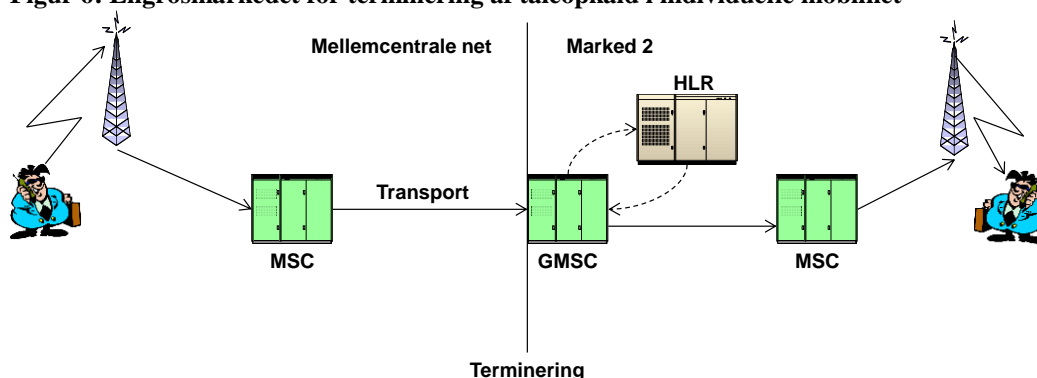 Figur 6: Engrosmarkedet for terminering af taleopkald i individuelle mobilnet
Mellemcentrale net
Marked 2
HLR
Transport
MSC
GMSC
MSC
Terminering